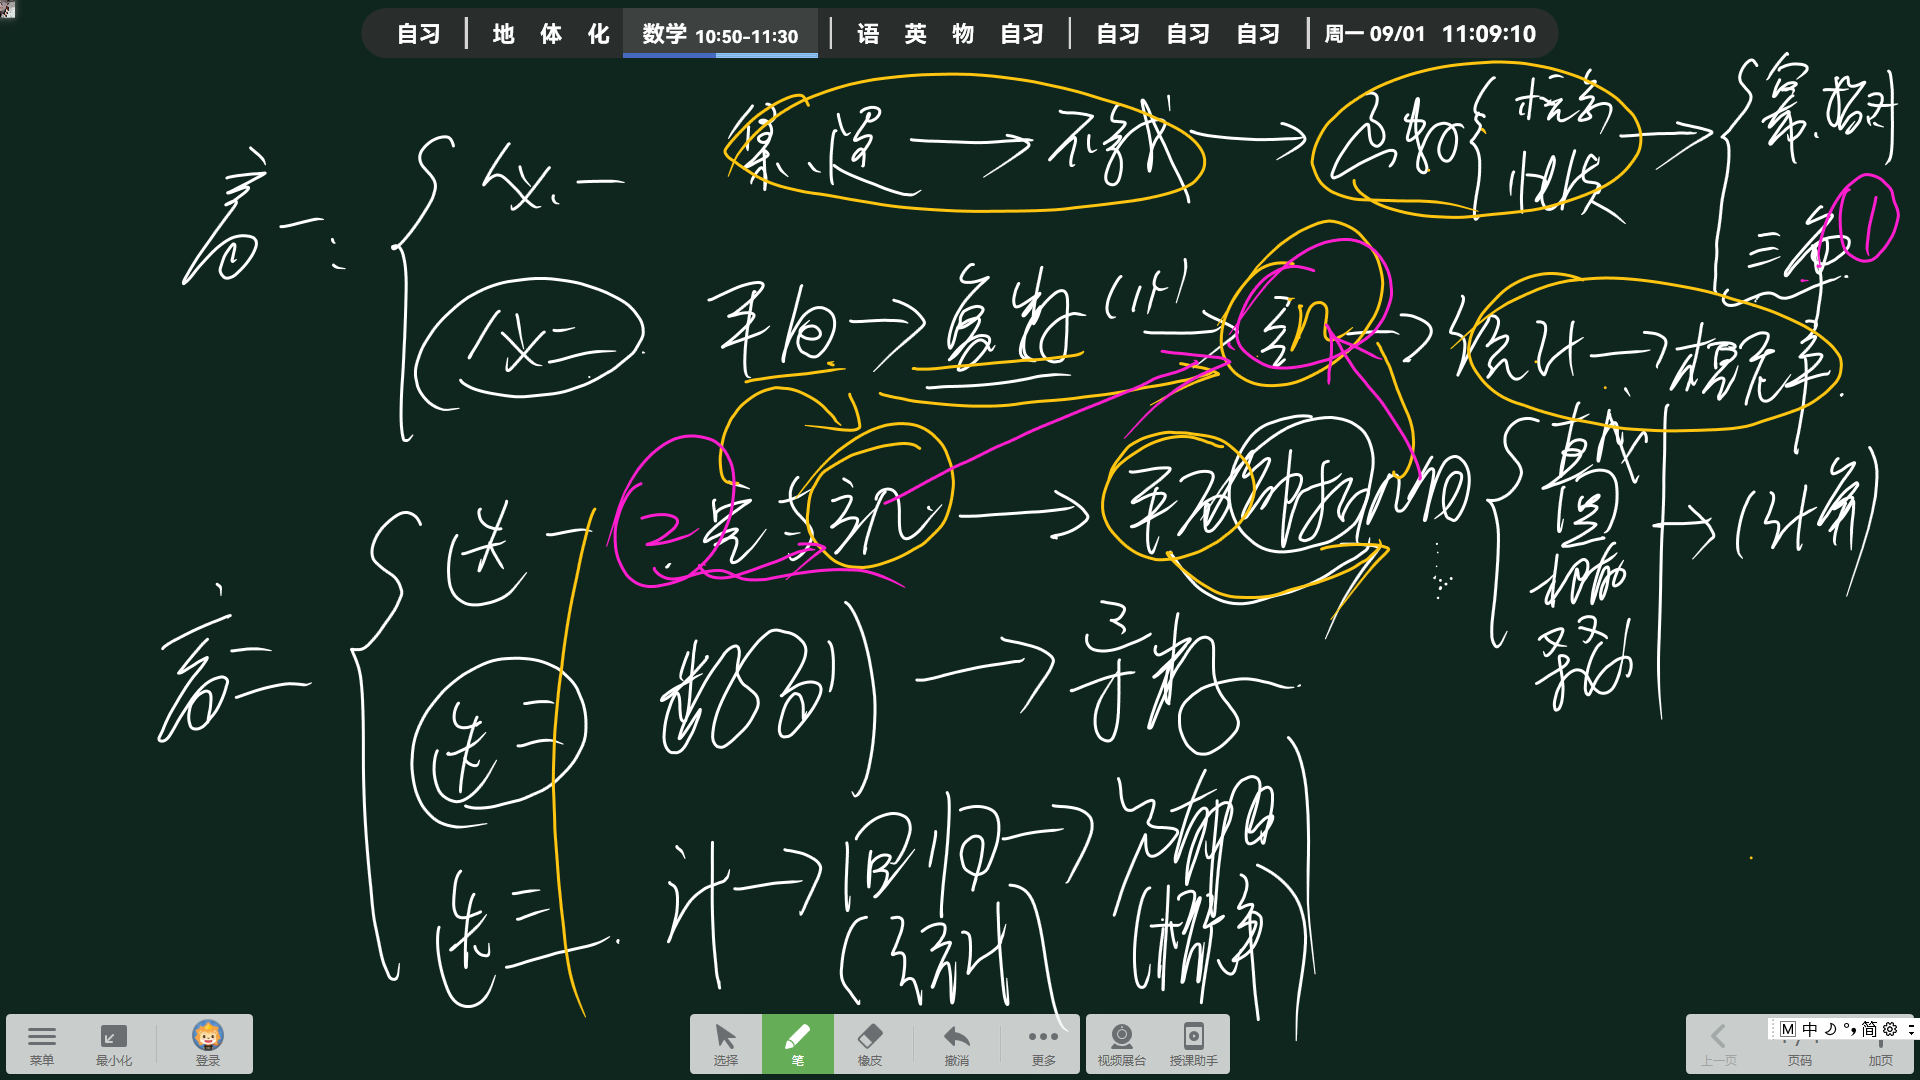 自习 | 地 体 化 数学 10:50-11:30 | 语 英 物 自习 | 自习 自习 自习 | 周一 09/01 11:09:10
高一:
必一
集、逻 → 不等式 → 函数 概念 性质 → 幂.指对
三角. 1
必二
平向 → 复数 (计) → 立几 → 统计 → 概率.
高二
选一
2 空 立几. → 平面解析几何
直线 圆 → (计算)
选二
数列 → 导数
选三
计 → 回归 → 分布
(统计 (概率
菜单
最小化
登录
选择
笔
橡皮
撤消
更多
视频展台
授课助手
上一页
页码
加页
M 中 简